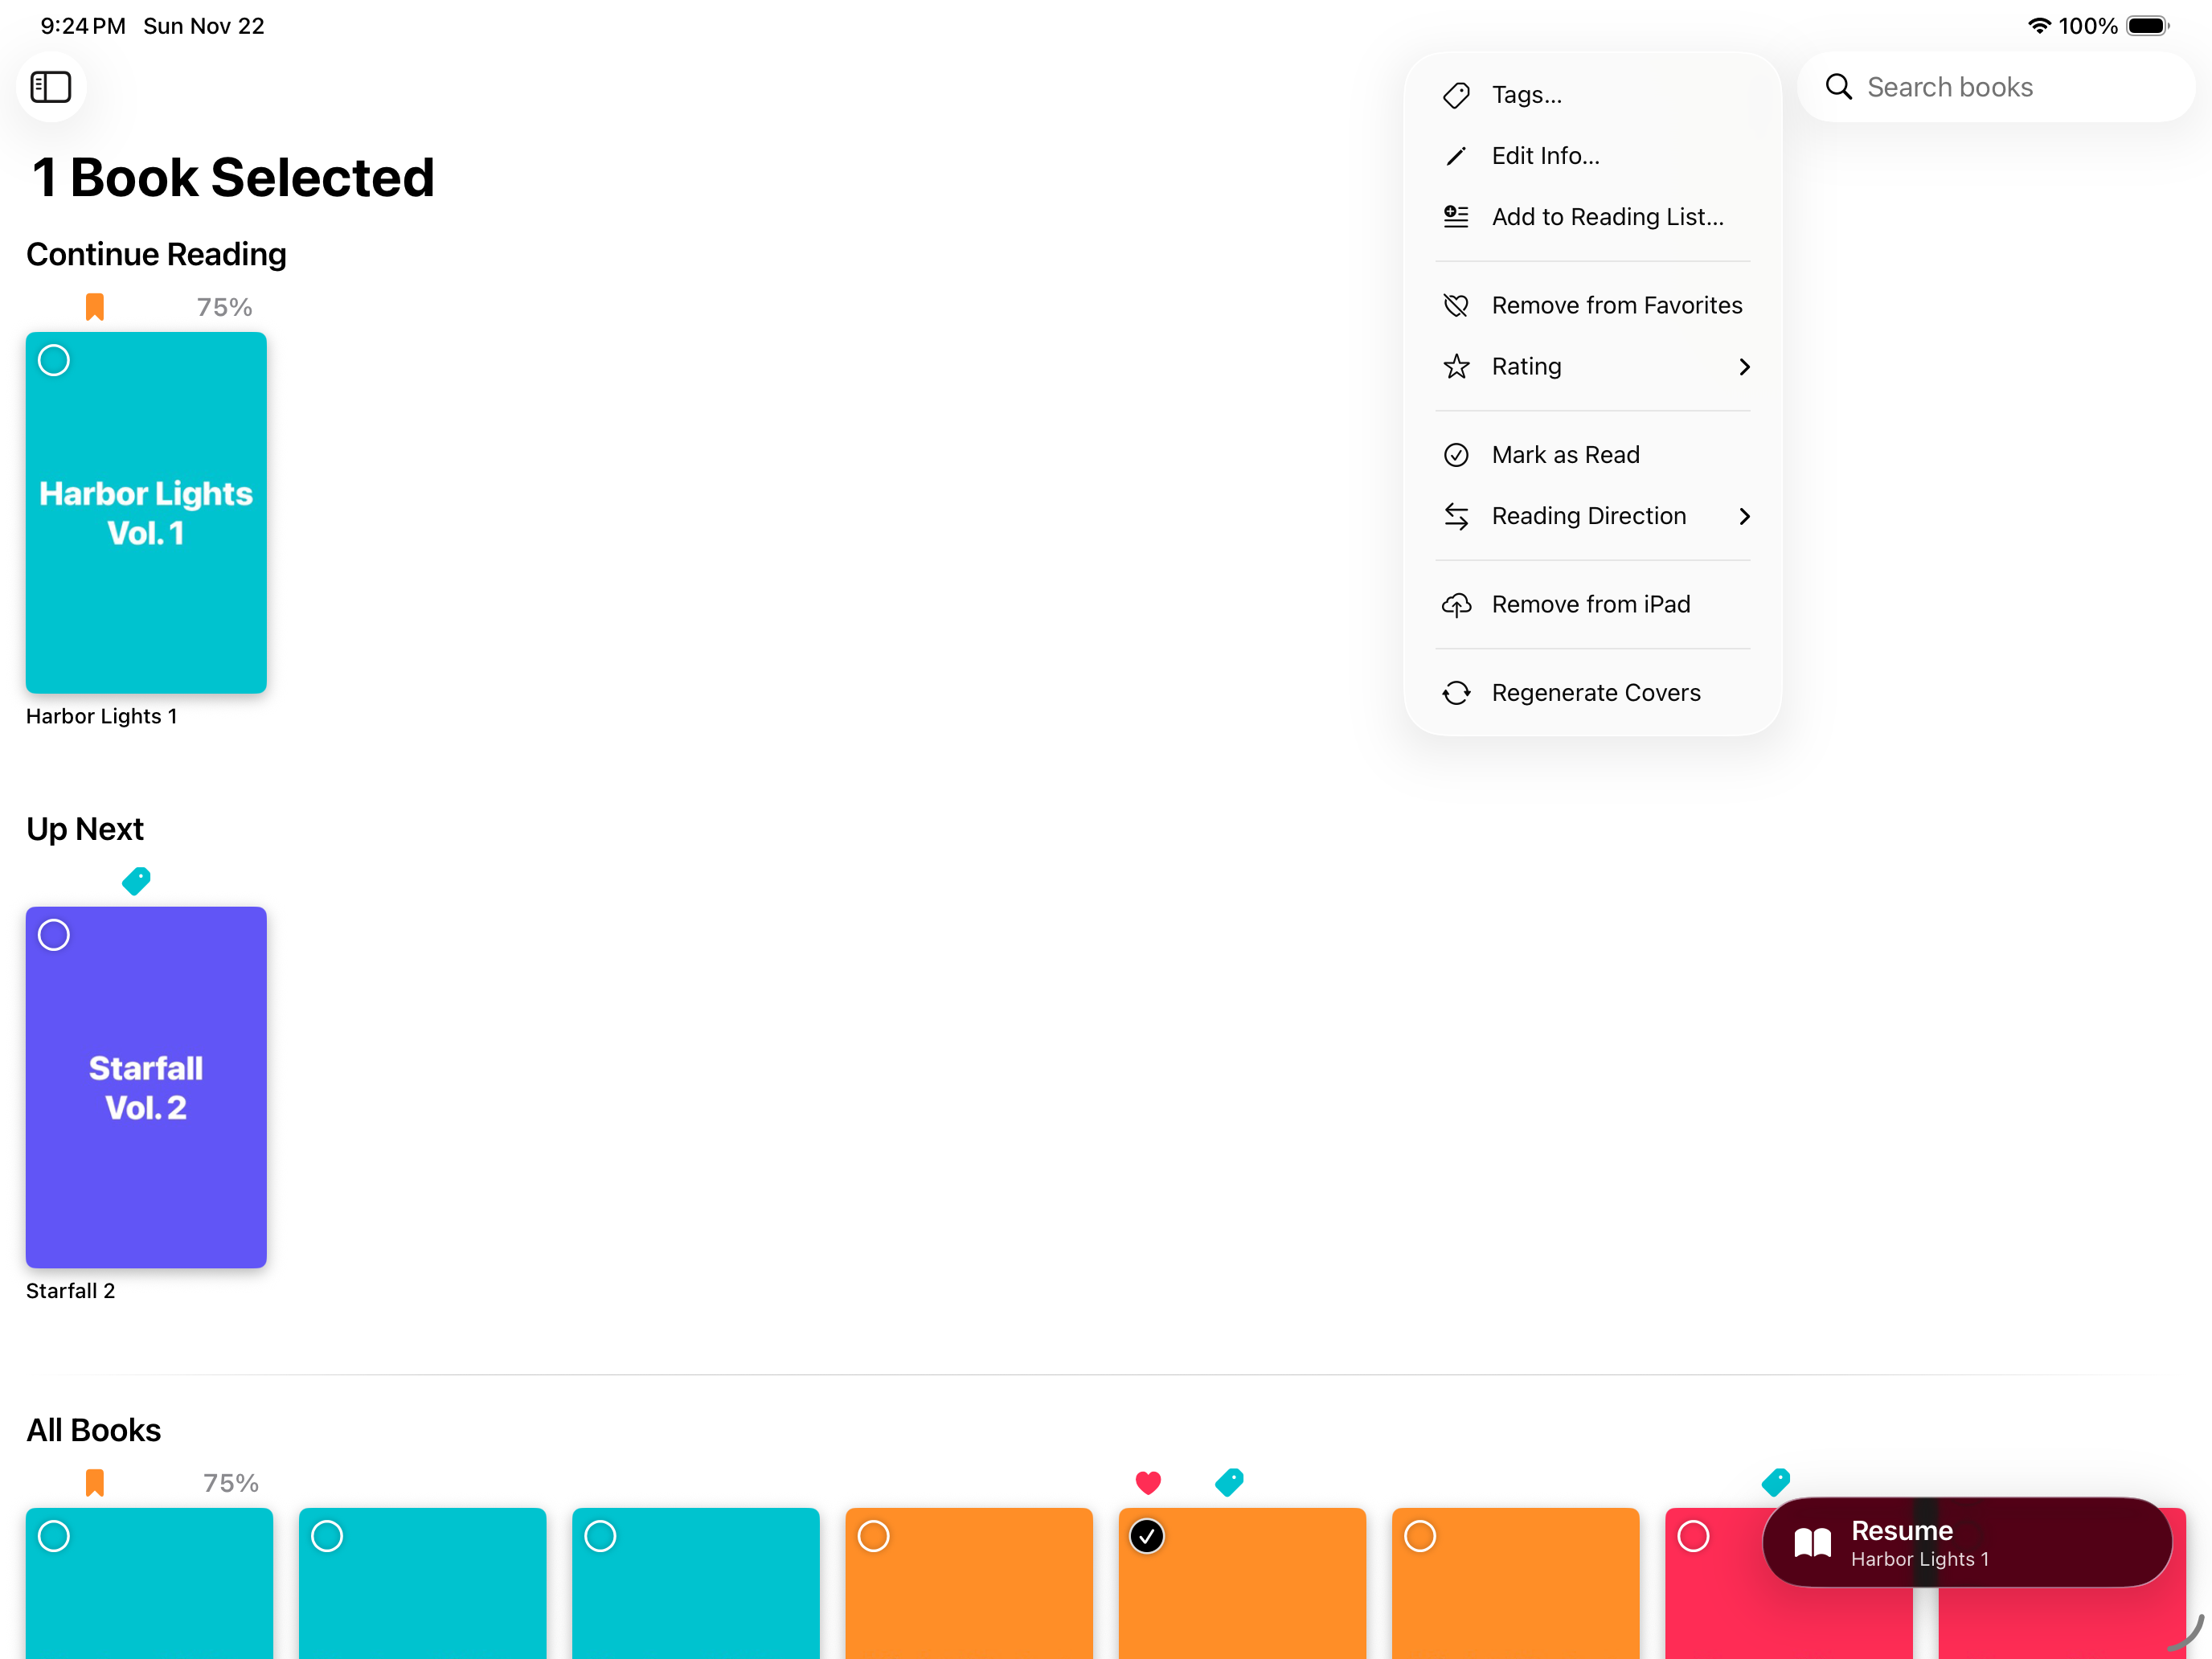 9:24 PM Sun Nov 22
100%
Search books
Tags...
Edit Info...
Add to Reading List...
Remove from Favorites
Rating
Mark as Read
Reading Direction
Remove from iPad
Regenerate Covers
1 Book Selected
Continue Reading
75%
Harbor Lights
Vol. 1
Harbor Lights 1
Up Next
Starfall
Vol. 2
Starfall 2
All Books
75%
Resume
Harbor Lights 1